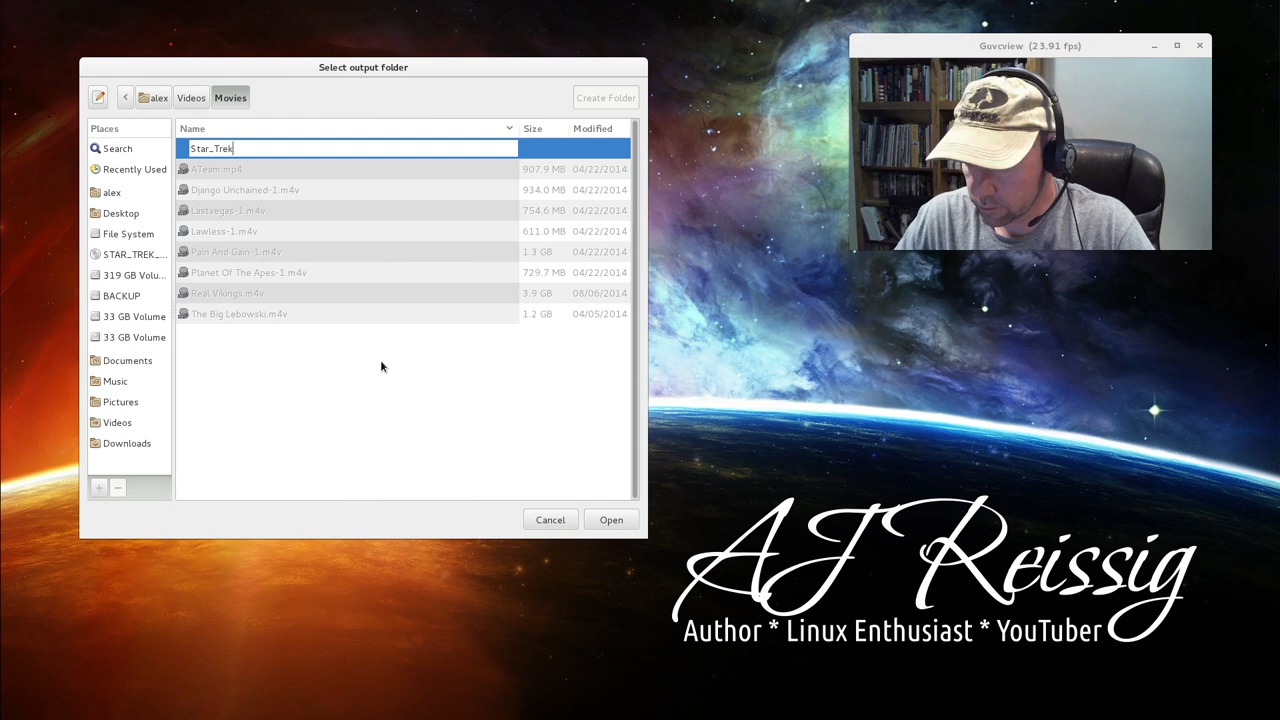 Select output folder
Guvcview (23.91 fps)
alex
Videos
Movies
Create Folder
Places
Search
Recently Used
alex
Desktop
File System
STAR_TREK_...
319 GB Volu...
BACKUP
33 GB Volume
33 GB Volume
Documents
Music
Pictures
Videos
Downloads
Name Size Modified
Star_Trek
ATeam.mp4 907.9 MB 04/22/2014
Django Unchained-1.m4v 934.0 MB 04/22/2014
Lastvegas-1.m4v 754.6 MB 04/22/2014
Lawless-1.m4v 611.0 MB 04/22/2014
Pain And Gain-1.m4v 1.3 GB 04/22/2014
Planet Of The Apes-1.m4v 729.7 MB 04/22/2014
Real Vikings.m4v 3.9 GB 08/06/2014
The Big Lebowski.m4v 1.2 GB 04/05/2014
Cancel
Open
AJ Reissig
Author * Linux Enthusiast * YouTuber